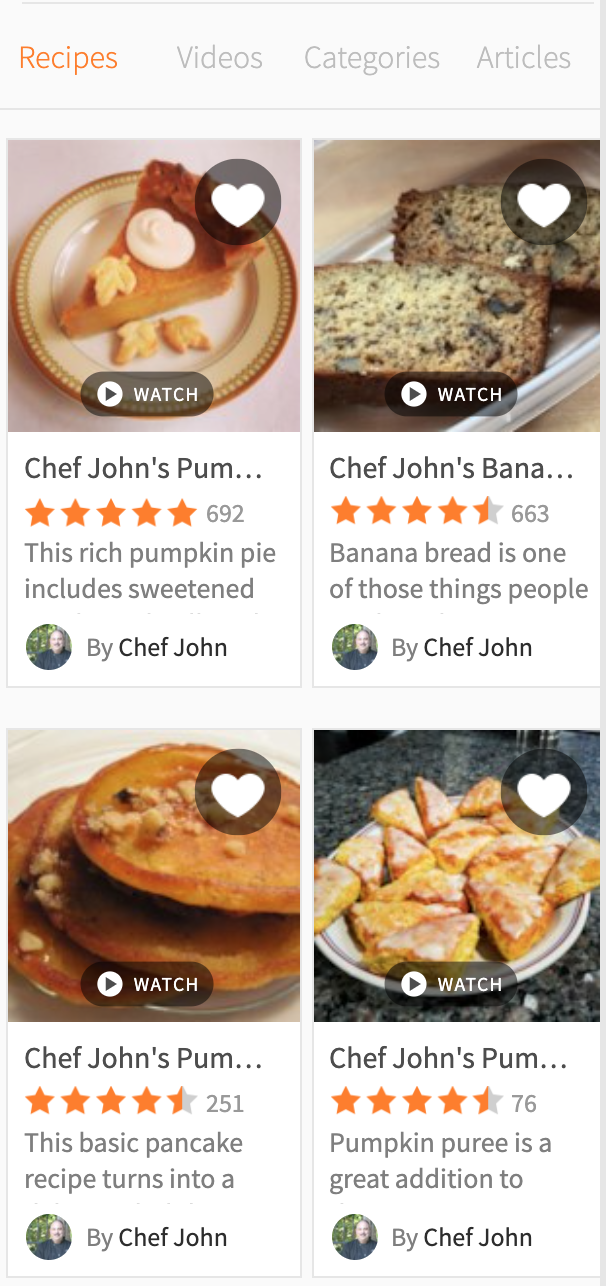 Recipes Videos Categories Articles
WATCH
WATCH
Chef John's Pum...
692
This rich pumpkin pie
includes sweetened
By Chef John
Chef John's Bana...
663
Banana bread is one
of those things people
By Chef John
WATCH
WATCH
Chef John's Pum...
251
This basic pancake
recipe turns into a
By Chef John
Chef John's Pum...
76
Pumpkin puree is a
great addition to
By Chef John